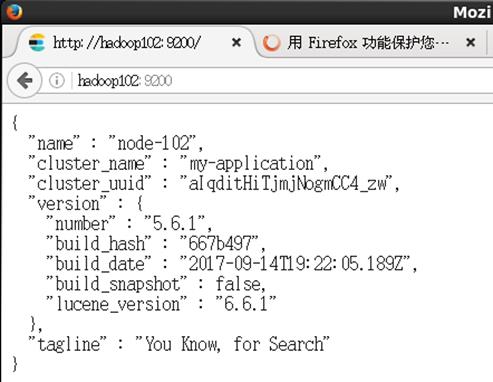 Mozi
http://hadoop102:9200/
用 Firefox 功能保护您…
hadoop102:9200
{
"name" : "node-102",
"cluster_name" : "my-application",
"cluster_uuid" : "aIqditHiTjmjNogmCC4_zw",
"version" : {
"number" : "5.6.1",
"build_hash" : "667b497",
"build_date" : "2017-09-14T19:22:05.189Z",
"build_snapshot" : false,
"lucene_version" : "6.6.1"
},
"tagline" : "You Know, for Search"
}